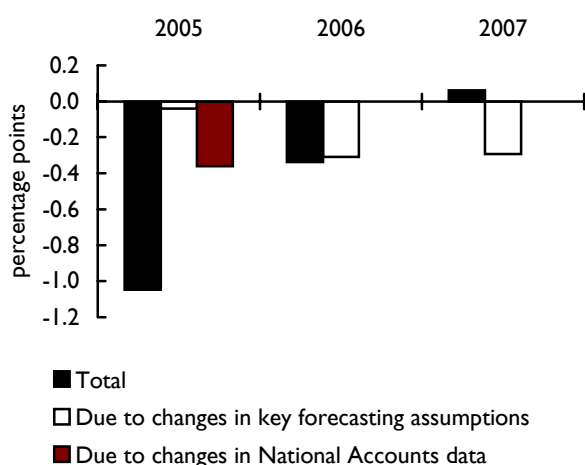 2005 2006 2007
0.2
0.0
-0.2
-0.4
-0.6
-0.8
-1.0
-1.2
percentage points
Total
Due to changes in key forecasting assumptions
Due to changes in National Accounts data